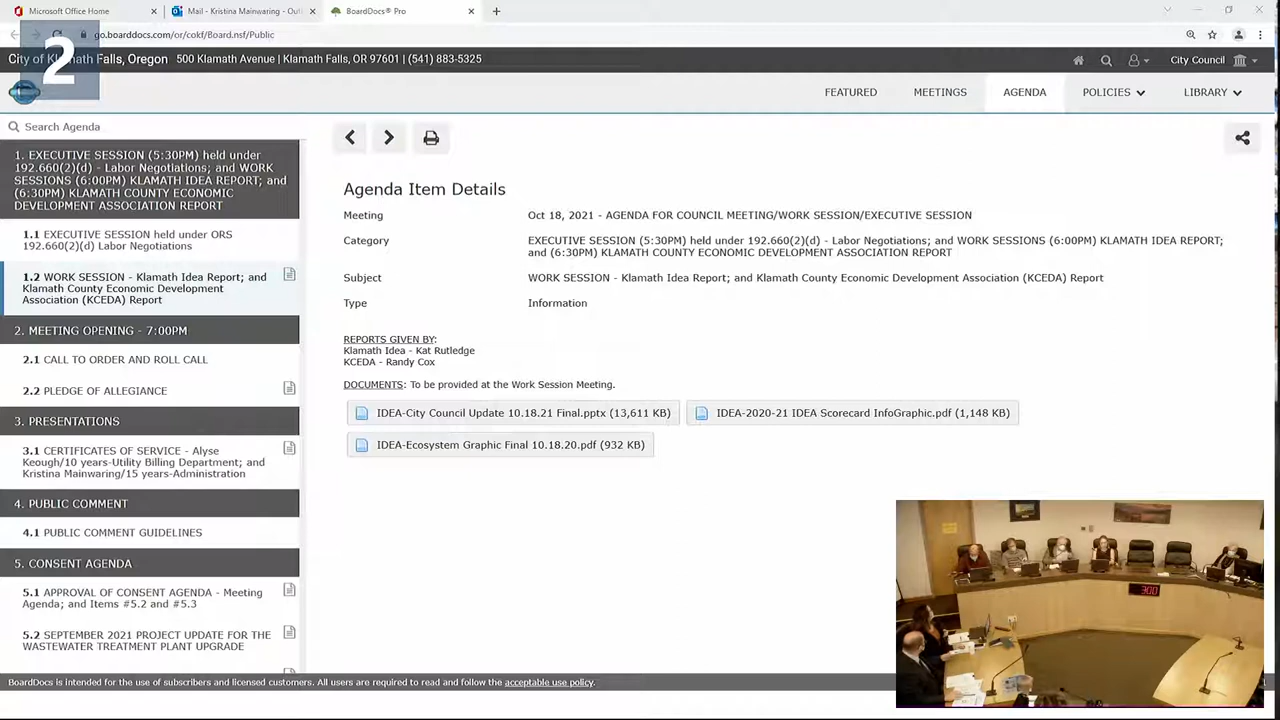 Microsoft Office Home
Mail - Kristina Mainwaring - Outl
BoardDocs® Pro
go.boarddocs.com/or/cokf/Board.nsf/Public
2
City of Klamath Falls, Oregon 500 Klamath Avenue | Klamath Falls, OR 97601 | (541) 883-5325
City Council
FEATURED
MEETINGS
AGENDA
POLICIES
LIBRARY
Search Agenda
1. EXECUTIVE SESSION (5:30PM) held under
192.660(2)(d) - Labor Negotiations; and WORK
SESSIONS (6:00PM) KLAMATH IDEA REPORT; and
(6:30PM) KLAMATH COUNTY ECONOMIC
DEVELOPMENT ASSOCIATION REPORT
1.1 EXECUTIVE SESSION held under ORS
192.660(2)(d) Labor Negotiations
1.2 WORK SESSION - Klamath Idea Report; and
Klamath County Economic Development
Association (KCEDA) Report
2. MEETING OPENING - 7:00PM
2.1 CALL TO ORDER AND ROLL CALL
2.2 PLEDGE OF ALLEGIANCE
3. PRESENTATIONS
3.1 CERTIFICATES OF SERVICE - Alyse
Keough/10 years-Utility Billing Department; and
Kristina Mainwaring/15 years-Administration
4. PUBLIC COMMENT
4.1 PUBLIC COMMENT GUIDELINES
5. CONSENT AGENDA
5.1 APPROVAL OF CONSENT AGENDA - Meeting
Agenda; and Items #5.2 and #5.3
5.2 SEPTEMBER 2021 PROJECT UPDATE FOR THE
WASTEWATER TREATMENT PLANT UPGRADE
Agenda Item Details
Meeting
Oct 18, 2021 - AGENDA FOR COUNCIL MEETING/WORK SESSION/EXECUTIVE SESSION
Category
EXECUTIVE SESSION (5:30PM) held under 192.660(2)(d) - Labor Negotiations; and WORK SESSIONS (6:00PM) KLAMATH IDEA REPORT;
and (6:30PM) KLAMATH COUNTY ECONOMIC DEVELOPMENT ASSOCIATION REPORT
Subject
WORK SESSION - Klamath Idea Report; and Klamath County Economic Development Association (KCEDA) Report
Type
Information
REPORTS GIVEN BY:
Klamath Idea - Kat Rutledge
KCEDA - Randy Cox
DOCUMENTS: To be provided at the Work Session Meeting.
IDEA-City Council Update 10.18.21 Final.pptx (13,611 KB)
IDEA-2020-21 IDEA Scorecard InfoGraphic.pdf (1,148 KB)
IDEA-Ecosystem Graphic Final 10.18.20.pdf (932 KB)
3:00
BoardDocs is intended for the use of subscribers and licensed customers. All users are required to read and follow the acceptable use policy.